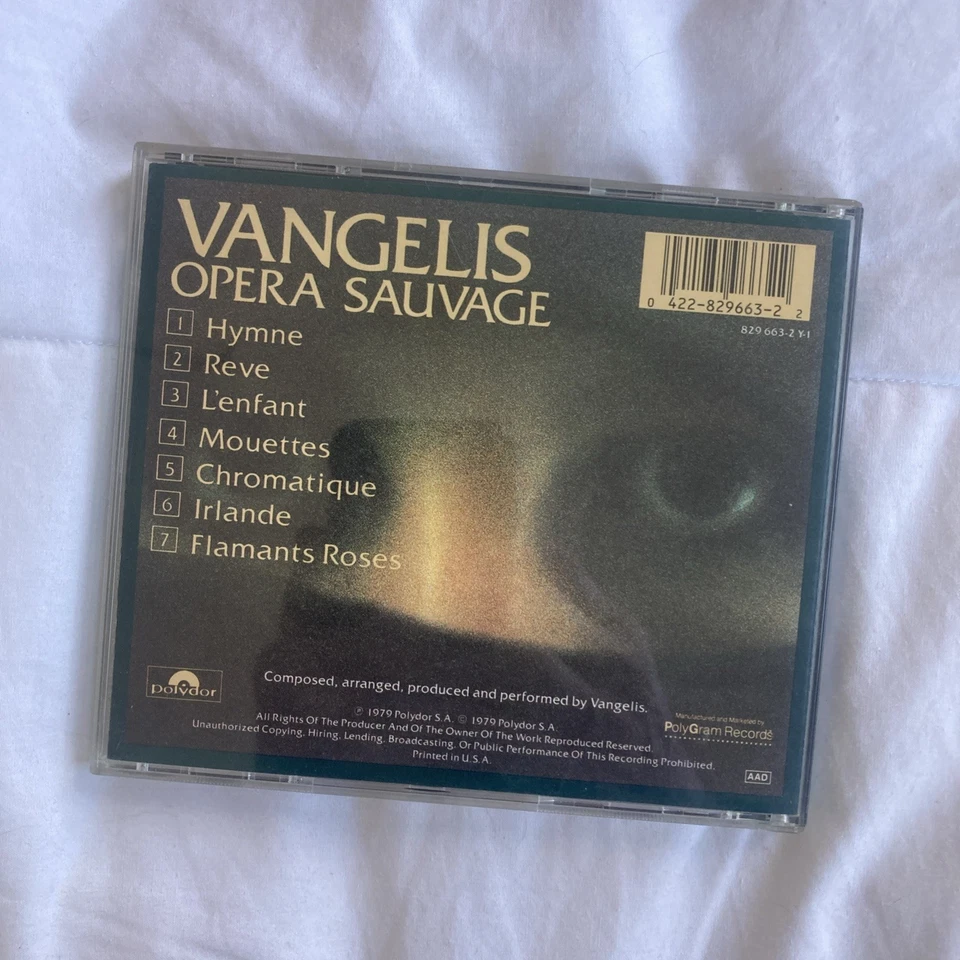 VANGELIS
OPERA SAUVAGE
0 422-829663-2 2
829 663-2 Y-1
1 Hymne
2 Reve
3 L'enfant
4 Mouettes
5 Chromatique
6 Irlande
7 Flamants Roses
polydor
Composed, arranged, produced and performed by Vangelis.
℗ 1979 Polydor S.A. © 1979 Polydor S.A.
All Rights Of The Producer And Of The Owner Of The Work Reproduced Reserved.
Unauthorized Copying, Hiring, Lending, Broadcasting, Or Public Performance Of This Recording Prohibited.
Printed in U.S.A.
Manufactured and Marketed by
PolyGram Records
AAD